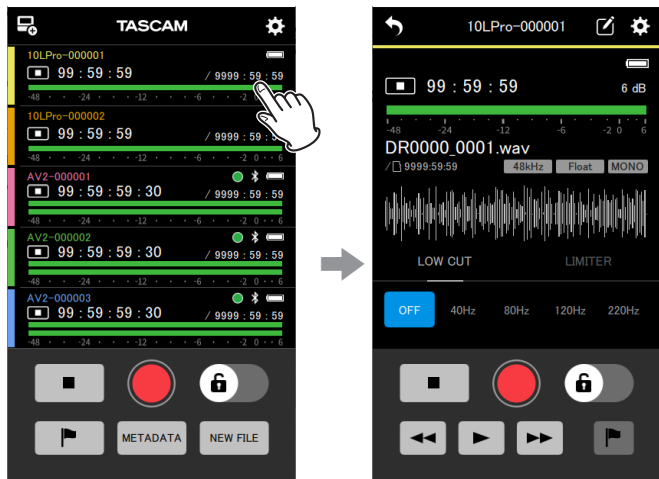 TASCAM
10LPro-000001
99 : 59 : 59 / 9999 : 59 : 59
-48 -24 -12 -6 -2 0 6
10LPro-000002
99 : 59 : 59 / 9999 : 59 :
-48 -24 -12 -6 -2 0 6
AV2-000001
99 : 59 : 59 : 30 / 9999 : 59 : 59
-48 -24 -12 -6 -2 0 6
AV2-000002
99 : 59 : 59 : 30 / 9999 : 59 : 59
-48 -24 -12 -6 -2 0 6
AV2-000003
99 : 59 : 59 : 30 / 9999 : 59 : 59
-48 -24 -12 -6 -2 0 6
METADATA NEW FILE
10LPro-000001
99 : 59 : 59 6 dB
-48 -24 -12 -6 -2 0 6
DR0000_0001.wav
/ 9999:59:59 48kHz Float MONO
LOW CUT LIMITER
OFF 40Hz 80Hz 120Hz 220Hz